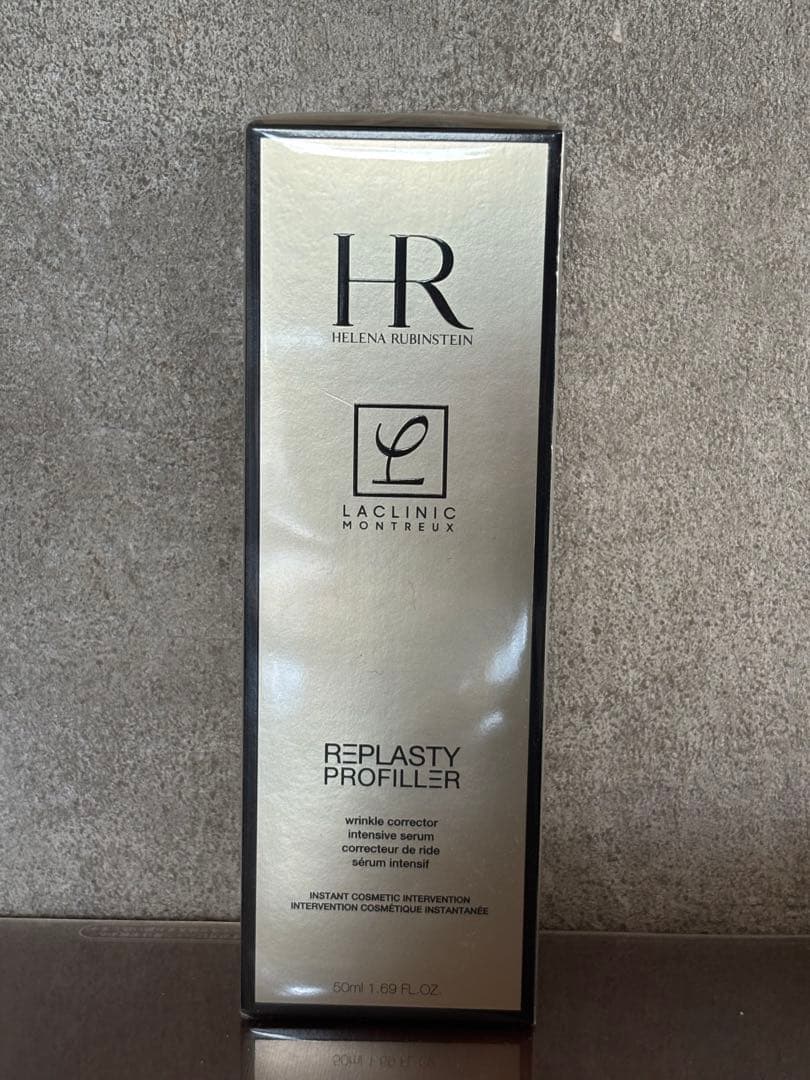 HR
HELENA RUBINSTEIN
LACLINIC
MONTREUX
REPLASTY
PROFILLER
wrinkle corrector
intensive serum
correcteur de ride
sérum intensif
INSTANT COSMETIC INTERVENTION
INTERVENTION COSMÉTIQUE INSTANTANÉE
50ml 1.69 FL.OZ.